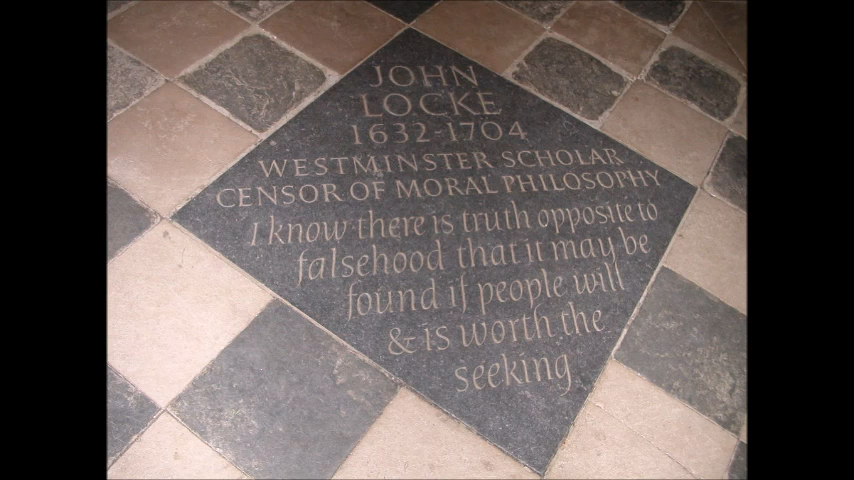 JOHN
LOCKE
1632-1704
WESTMINSTER SCHOLAR
CENSOR OF MORAL PHILOSOPHY
I know there is truth opposite to
falsehood that it may be
found if people will
& is worth the
seeking